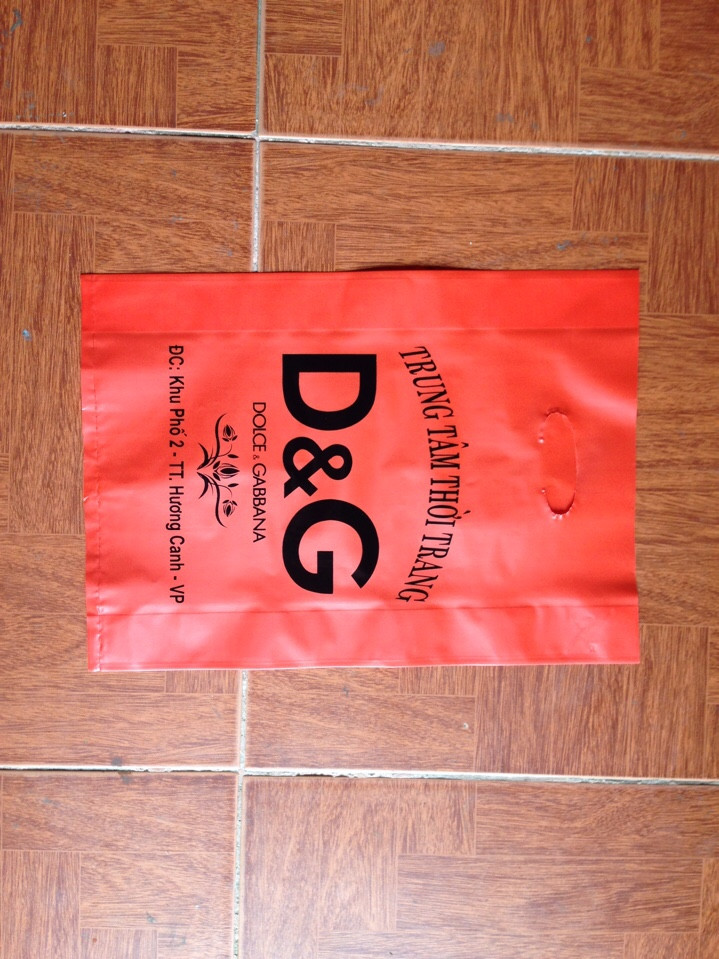 TRUNG TÂM THỜI TRANG
D&G
DOLCE & GABBANA
ĐC: Khu Phố 2 - TT. Hương Canh - VP